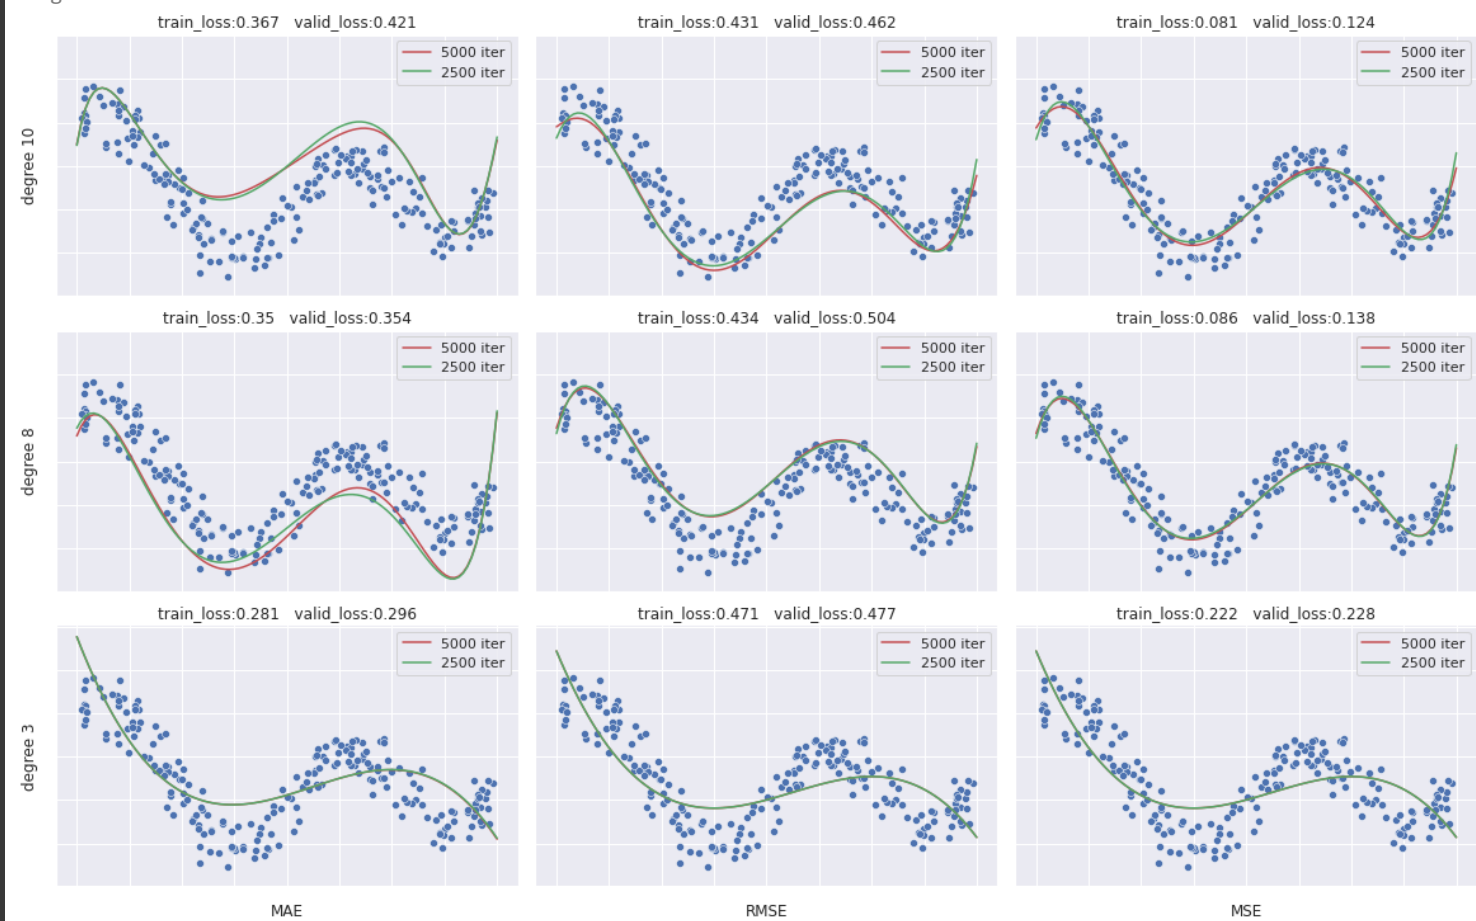 train_loss:0.367 valid_loss:0.421
train_loss:0.431 valid_loss:0.462
train_loss:0.081 valid_loss:0.124
degree 10
5000 iter
2500 iter
5000 iter
2500 iter
5000 iter
2500 iter
train_loss:0.35 valid_loss:0.354
train_loss:0.434 valid_loss:0.504
train_loss:0.086 valid_loss:0.138
degree 8
5000 iter
2500 iter
5000 iter
2500 iter
5000 iter
2500 iter
train_loss:0.281 valid_loss:0.296
train_loss:0.471 valid_loss:0.477
train_loss:0.222 valid_loss:0.228
degree 3
5000 iter
2500 iter
5000 iter
2500 iter
5000 iter
2500 iter
MAE
RMSE
MSE